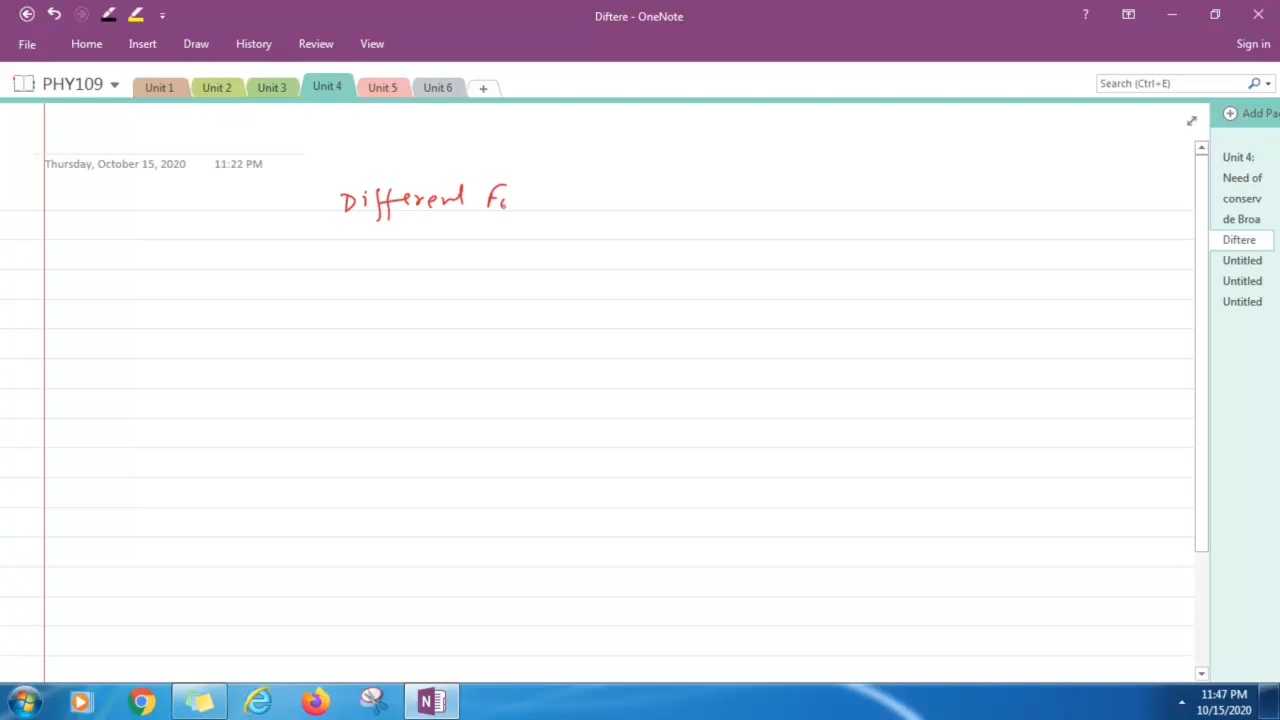 Diftere - OneNote
?
File Home Insert Draw History Review View
Sign in
PHY109 Unit 1 Unit 2 Unit 3 Unit 4 Unit 5 Unit 6 +
Search (Ctrl+E)
Add Pa
Thursday, October 15, 2020 11:22 PM
Different Fo
Unit 4:
Need of
conserv
de Broa
Diftere
Untitled
Untitled
Untitled
N
11:47 PM
10/15/2020